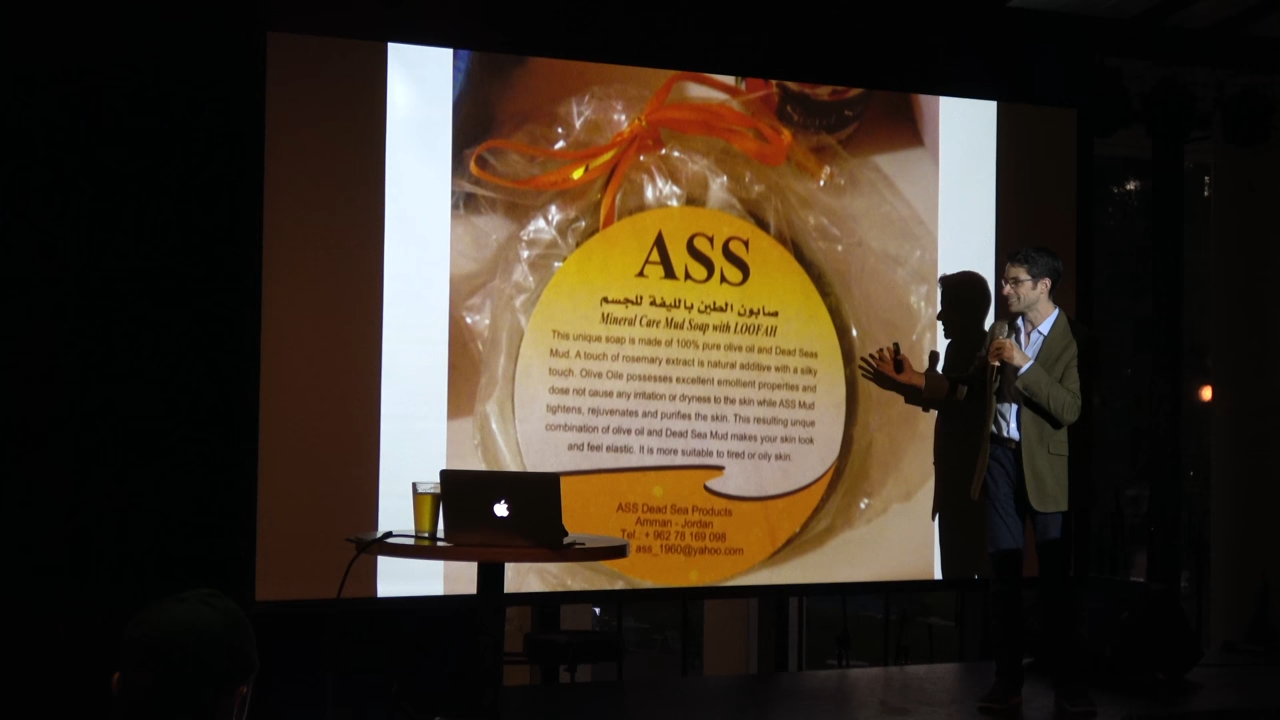 ASS
صابون الطين بالليفة للجسم
Mineral Care Mud Soap with LOOFAH
This unique soap is made of 100% pure olive oil and Dead Seas
Mud. A touch of rosemary extract is natural additive with a silky
touch. Olive Oile possesses excellent emollient properties and
dose not cause any irritation or dryness to the skin while ASS Mud
tightens, rejuvenates and purifies the skin. This resulting unque
combination of olive oil and Dead Sea Mud makes your skin look
and feel elastic. It is more suitable to tired or oily skin.
ASS Dead Sea Products
Amman - Jordan
Tel.: + 962 78 169 098
: ass_1960@yahoo.com